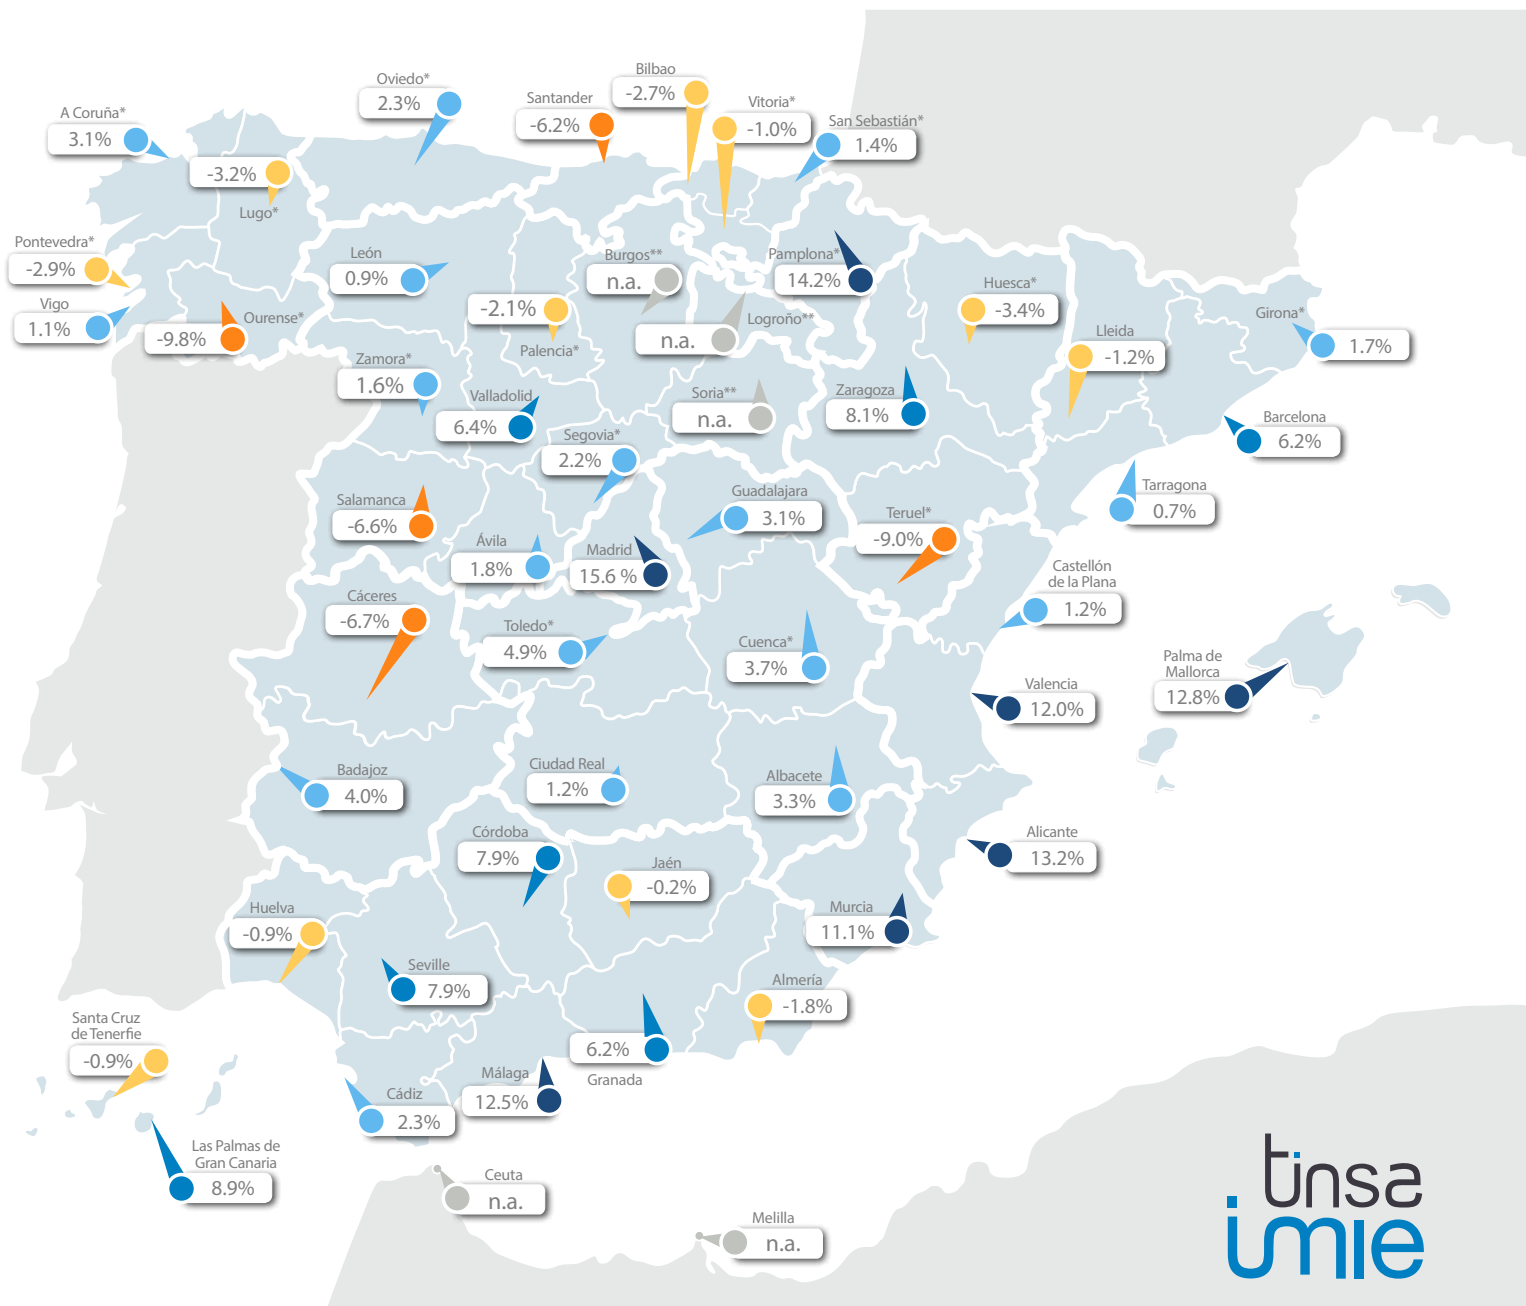 Bilbao
-2.7%
Oviedo*
2.3%
Santander
-6.2%
Vitoria*
-1.0%
A Coruña*
3.1%
San Sebastián*
1.4%
-3.2%
Lugo*
Pontevedra*
-2.9%
León
0.9%
Burgos**
n.a.
Pamplona*
14.2%
Huesca*
-3.4%
Vigo
1.1%
Ourense*
-9.8%
-2.1%
Palencia*
Logroño**
n.a.
Lleida
-1.2%
Girona*
1.7%
Zamora*
1.6%
Valladolid
6.4%
Soria**
n.a.
Zaragoza
8.1%
Barcelona
6.2%
Segovia*
2.2%
Salamanca
-6.6%
Guadalajara
3.1%
Tarragona
0.7%
Ávila
1.8%
Madrid
15.6 %
Teruel*
-9.0%
Castellón
de la Plana
1.2%
Cáceres
-6.7%
Toledo*
4.9%
Cuenca*
3.7%
Palma de
Mallorca
12.8%
Valencia
12.0%
Badajoz
4.0%
Ciudad Real
1.2%
Albacete
3.3%
Córdoba
7.9%
Alicante
13.2%
Jaén
-0.2%
Huelva
-0.9%
Murcia
11.1%
Seville
7.9%
Almería
-1.8%
Santa Cruz
de Tenerfie
-0.9%
6.2%
Granada
Málaga
12.5%
Cádiz
2.3%
Las Palmas de
Gran Canaria
8.9%
Ceuta
n.a.
Melilla
n.a.
tinsa
imie